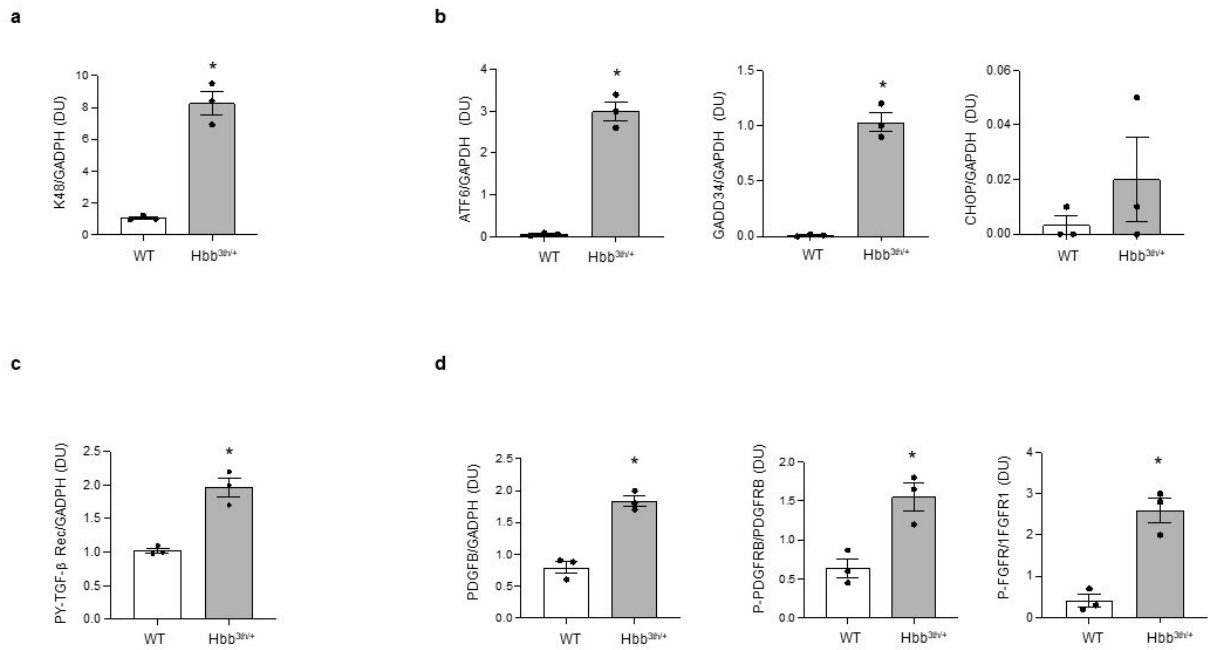 a
b
K48/GADPH (DU)
10
8
6
4
2
0
*
WT
Hbb3th/+
ATF6/GAPDH (DU)
4
3
2
1
0
*
WT
Hbb3th/+
GADD34/GAPDH (DU)
1.5
1.0
0.5
0.0
*
WT
Hbb3th/+
CHOP/GAPDH (DU)
0.06
0.04
0.02
0.00
WT
Hbb3th/+
c
d
PY-TGF-β Rec/GADPH (DU)
2.5
2.0
1.5
1.0
0.5
0.0
*
WT
Hbb3th/+
PDGFB/GADPH (DU)
2.5
2.0
1.5
1.0
0.5
0.0
*
WT
Hbb3th/+
P-PDGFRB/PDGFRB (DU)
2.0
1.5
1.0
0.5
0.0
*
WT
Hbb3th/+
P-FGFR/1FGFR1 (DU)
4
3
2
1
0
*
WT
Hbb3th/+